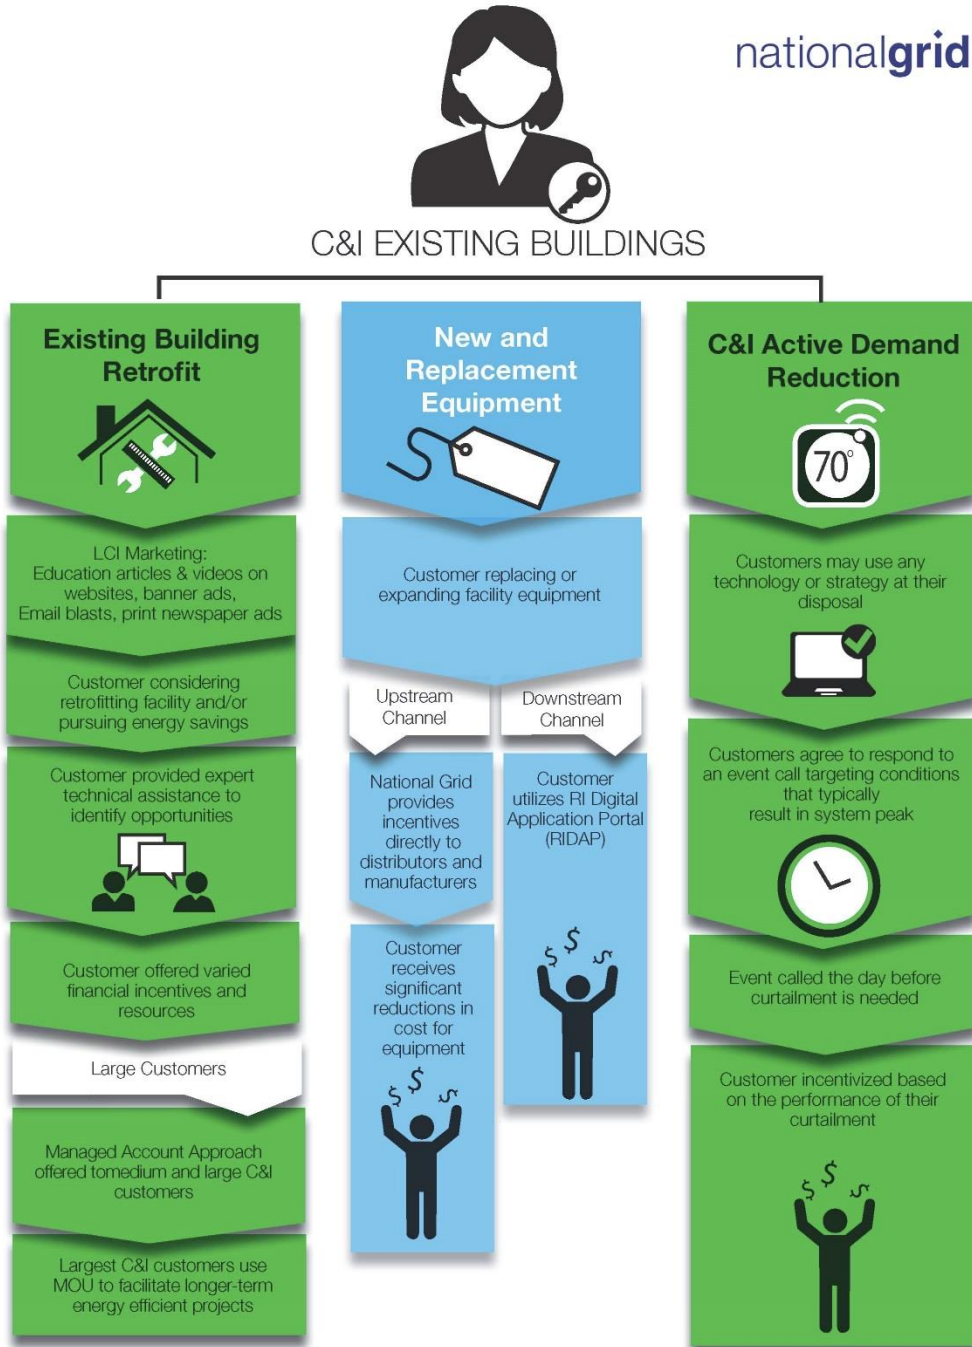 nationalgrid
C&I EXISTING BUILDINGS
Existing Building
Retrofit
LCI Marketing:
Education articles & videos on
websites, banner ads,
Email blasts, print newspaper ads
Customer considering
retrofitting facility and/or
pursuing energy savings
Customer provided expert
technical assistance to
identify opportunities
Customer offered varied
financial incentives and
resources
Large Customers
Managed Account Approach
offered tomedium and large C&I
customers
Largest C&I customers use
MOU to facilitate longer-term
energy efficient projects
New and
Replacement
Equipment
Customer replacing or
expanding facility equipment
Upstream
Channel
National Grid
provides
incentives
directly to
distributors and
manufacturers
Customer
receives
significant
reductions in
cost for
equipment
$ $ $
Downstream
Channel
Customer
utilizes RI Digital
Application Portal
(RIDAP)
$ $ $
C&I Active Demand
Reduction
70°
Customers may use any
technology or strategy at their
disposal
Customers agree to respond to
an event call targeting conditions
that typically
result in system peak
Event called the day before
curtailment is needed
Customer incentivized based
on the performance of their
curtailment
$ $ $